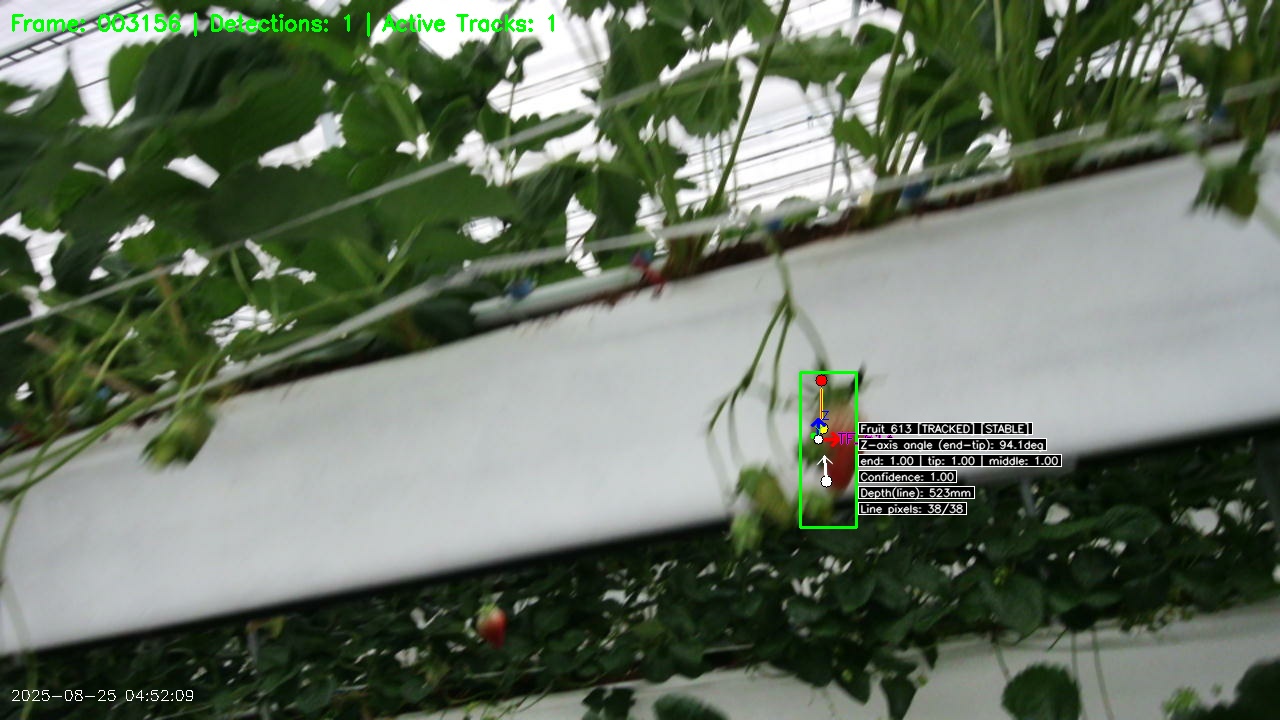 Frame: 003156 | Detections: 1 | Active Tracks: 1
Fruit 613 [TRACKED] [STABLE]
Z-axis angle (end-tip): 94.1deg
end: 1.00 | tip: 1.00 | middle: 1.00
Confidence: 1.00
Depth(line): 523mm
Line pixels: 38/38
Z
2025-08-25 04:52:09